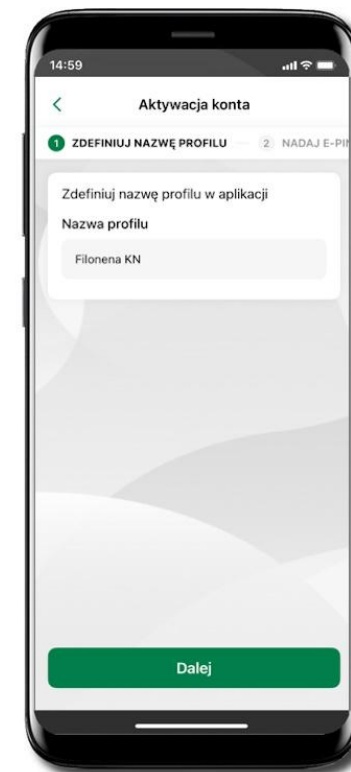 14:59
Aktywacja konta
1 ZDEFINIUJ NAZWĘ PROFILU 2 NADAJ E-PIN
Zdefiniuj nazwę profilu w aplikacji
Nazwa profilu
Filonena KN
Dalej